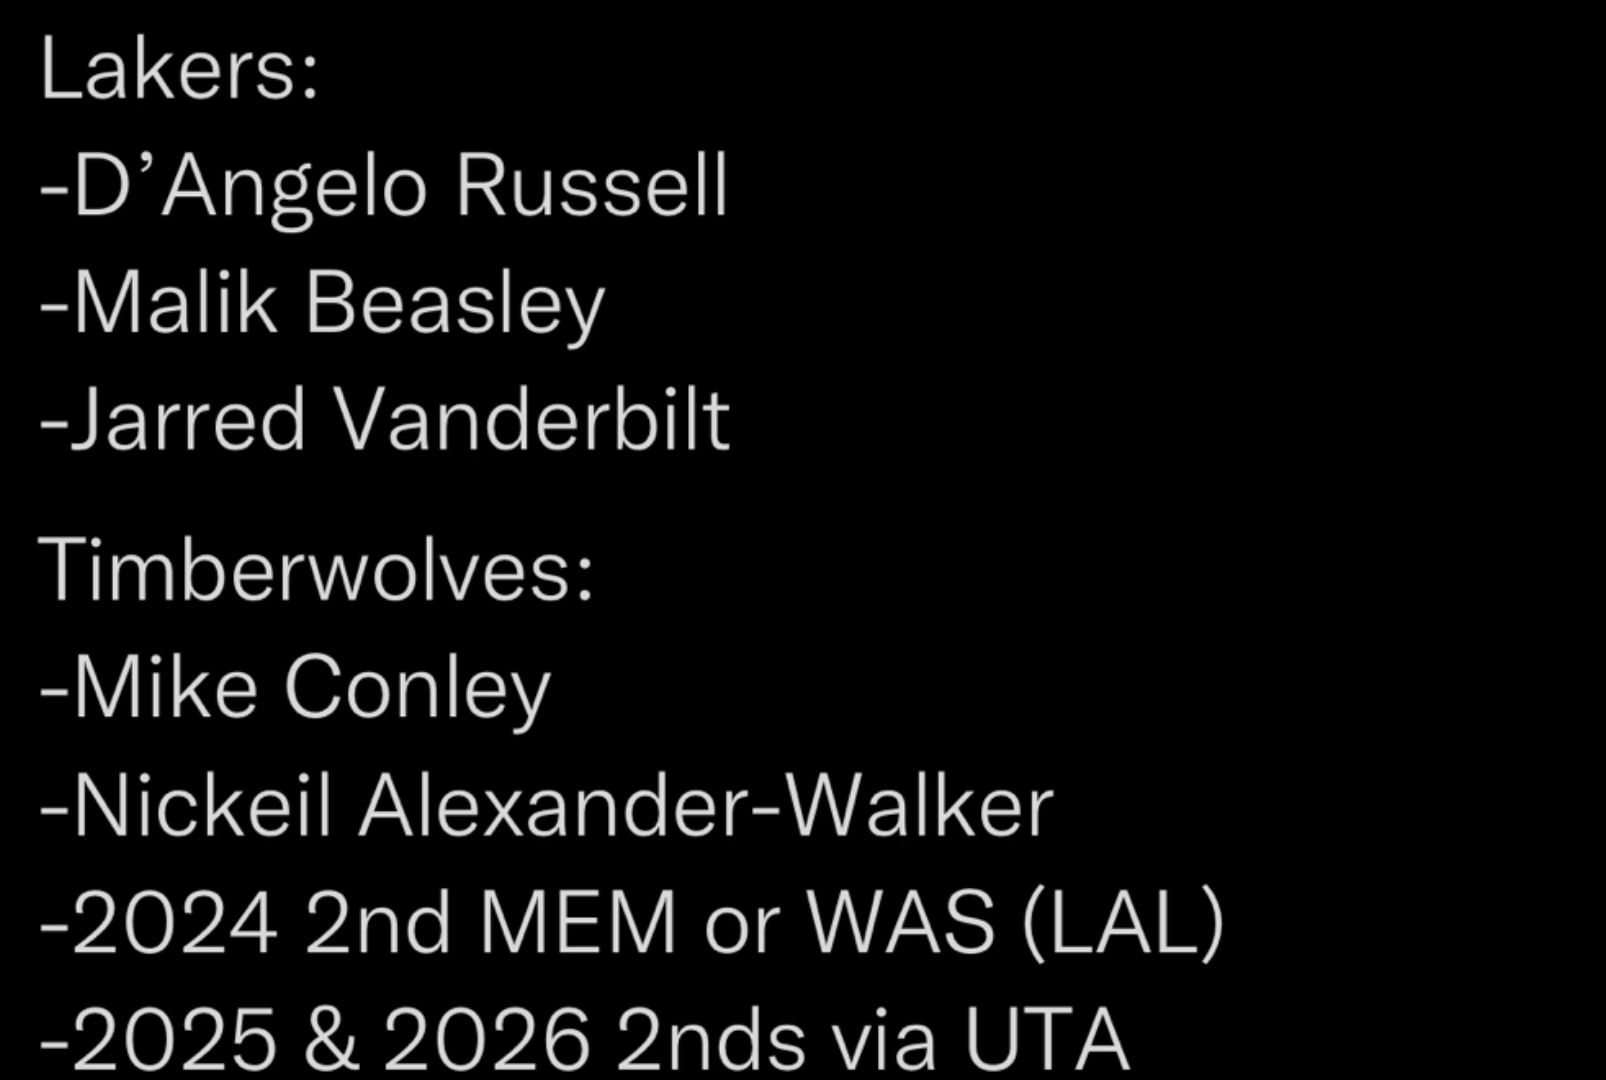 Lakers:
-D’Angelo Russell
-Malik Beasley
-Jarred Vanderbilt
Timberwolves:
-Mike Conley
-Nickeil Alexander-Walker
-2024 2nd MEM or WAS (LAL)
-2025 & 2026 2nds via UTA